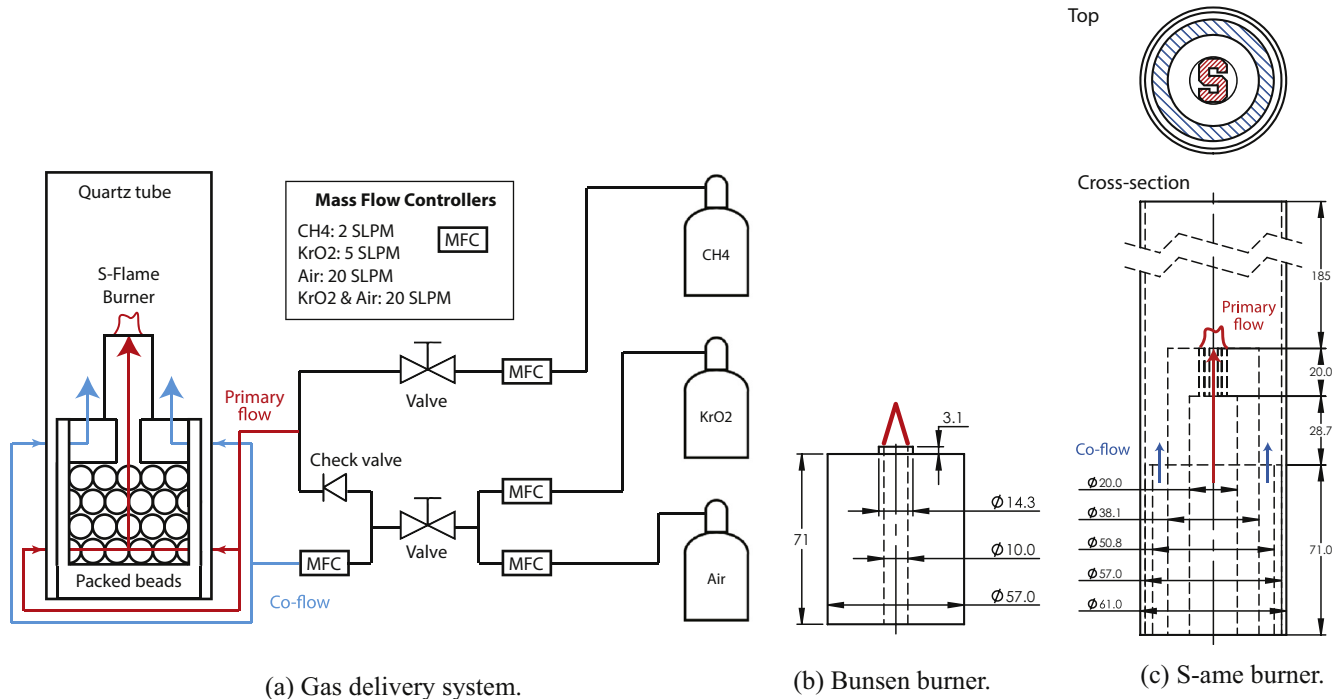 Quartz tube
S-Flame
Burner
Packed beads
Mass Flow Controllers
CH4: 2 SLPM
KrO2: 5 SLPM
Air: 20 SLPM
KrO2 & Air: 20 SLPM
MFC
Primary
flow
Check valve
Co-flow
Valve
MFC
CH4
MFC
KrO2
Valve
MFC
MFC
Air
(a) Gas delivery system.
3.1
71
Φ14.3
Φ10.0
Φ57.0
(b) Bunsen burner.
Top
S
Cross-section
185
Primary
flow
20.0
28.7
Co-flow
Φ20.0
Φ38.1
Φ50.8
71.0
Φ57.0
Φ61.0
(c) S-ame burner.